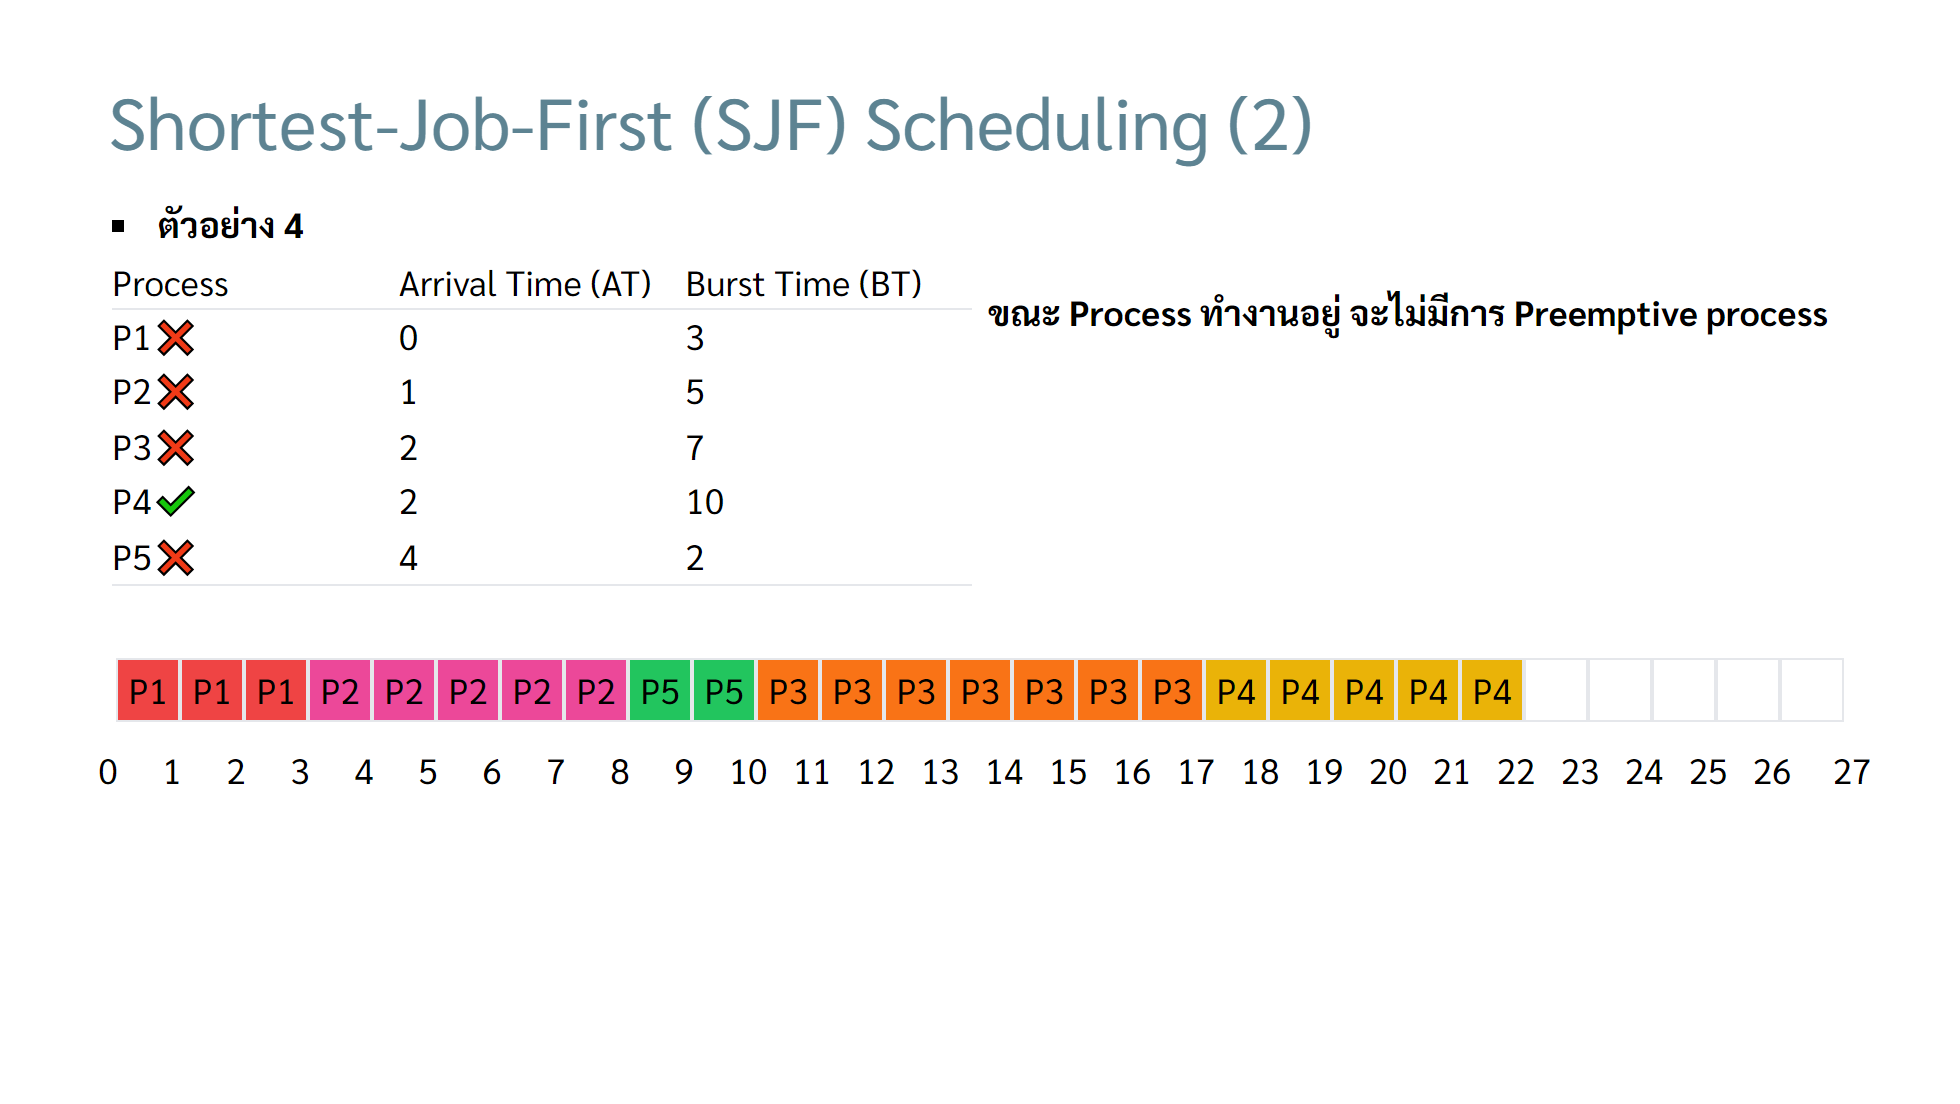 Shortest-Job-First (SJF) Scheduling (2)
ตัวอย่าง 4
Process Arrival Time (AT) Burst Time (BT)
ขณะ Process ทำงานอยู่ จะไม่มีการ Preemptive process
P1 0 3
P2 1 5
P3 2 7
P4 2 10
P5 4 2
P1 P1 P1 P2 P2 P2 P2 P2 P5 P5 P3 P3 P3 P3 P3 P3 P3 P4 P4 P4 P4 P4
0 1 2 3 4 5 6 7 8 9 10 11 12 13 14 15 16 17 18 19 20 21 22 23 24 25 26 27